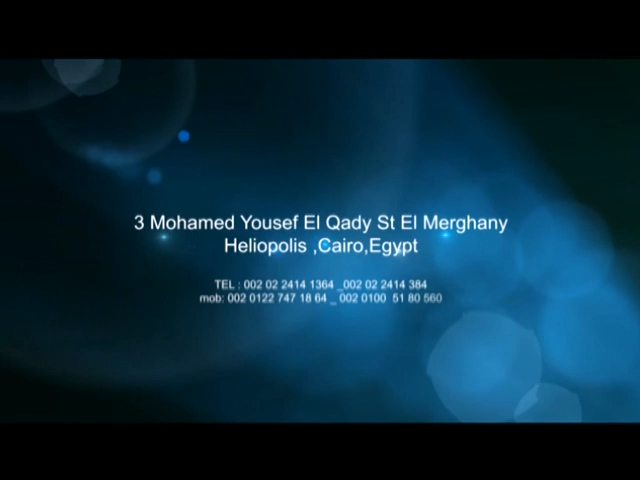 3 Mohamed Yousef El Qady St El Merghany
Heliopolis ,Cairo,Egypt
TEL : 002 02 2414 1364 _002 02 2414 384
mob: 002 0122 747 18 64 _ 002 0100  51 80 560